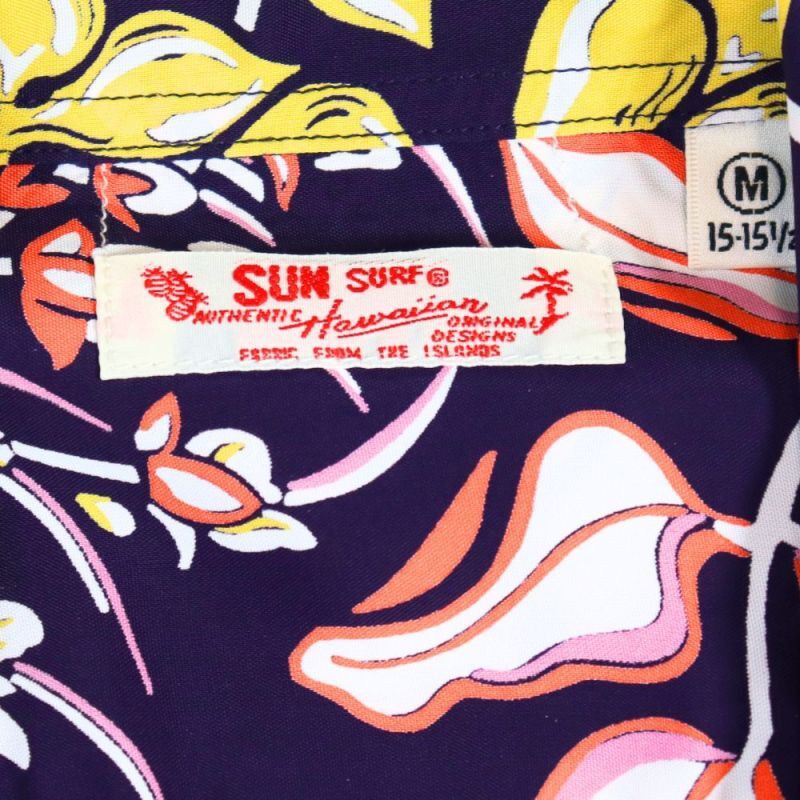 SUN SURF®
AUTHENTIC Hawaiian ORIGINAL
DESIGNS
FABRIC FROM THE ISLANDS
M
15-15½